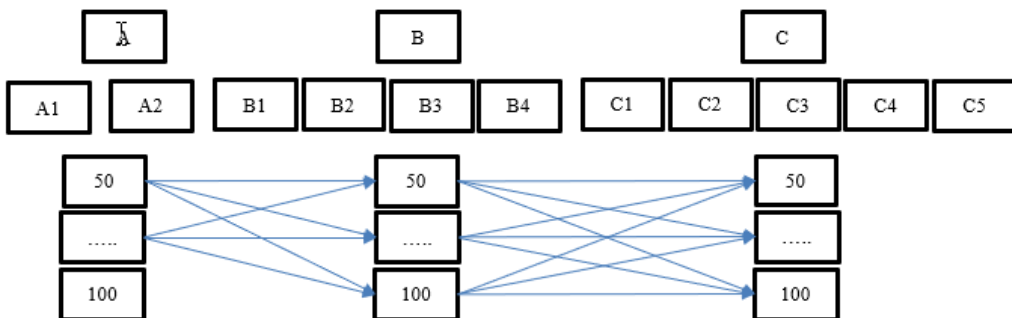 A B C
A1 A2 B1 B2 B3 B4 C1 C2 C3 C4 C5
50 50 50
..... ..... .....
100 100 100